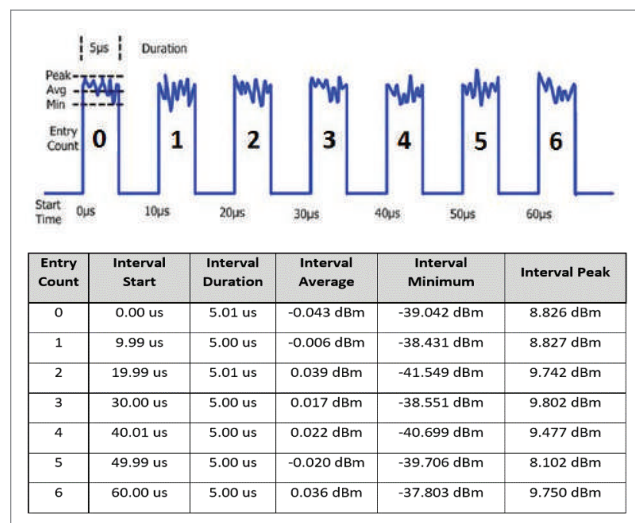 5µs Duration
Peak
Avg
Min
Entry
Count
0 1 2 3 4 5 6
Start
Time
0µs 10µs 20µs 30µs 40µs 50µs 60µs
Entry Count Interval Start Interval Duration Interval Average Interval Minimum Interval Peak
0 0.00 us 5.01 us -0.043 dBm -39.042 dBm 8.826 dBm
1 9.99 us 5.00 us -0.006 dBm -38.431 dBm 8.827 dBm
2 19.99 us 5.01 us 0.039 dBm -41.549 dBm 9.742 dBm
3 30.00 us 5.00 us 0.017 dBm -38.551 dBm 9.802 dBm
4 40.01 us 5.00 us 0.022 dBm -40.699 dBm 9.477 dBm
5 49.99 us 5.00 us -0.020 dBm -39.706 dBm 8.102 dBm
6 60.00 us 5.00 us 0.036 dBm -37.803 dBm 9.750 dBm